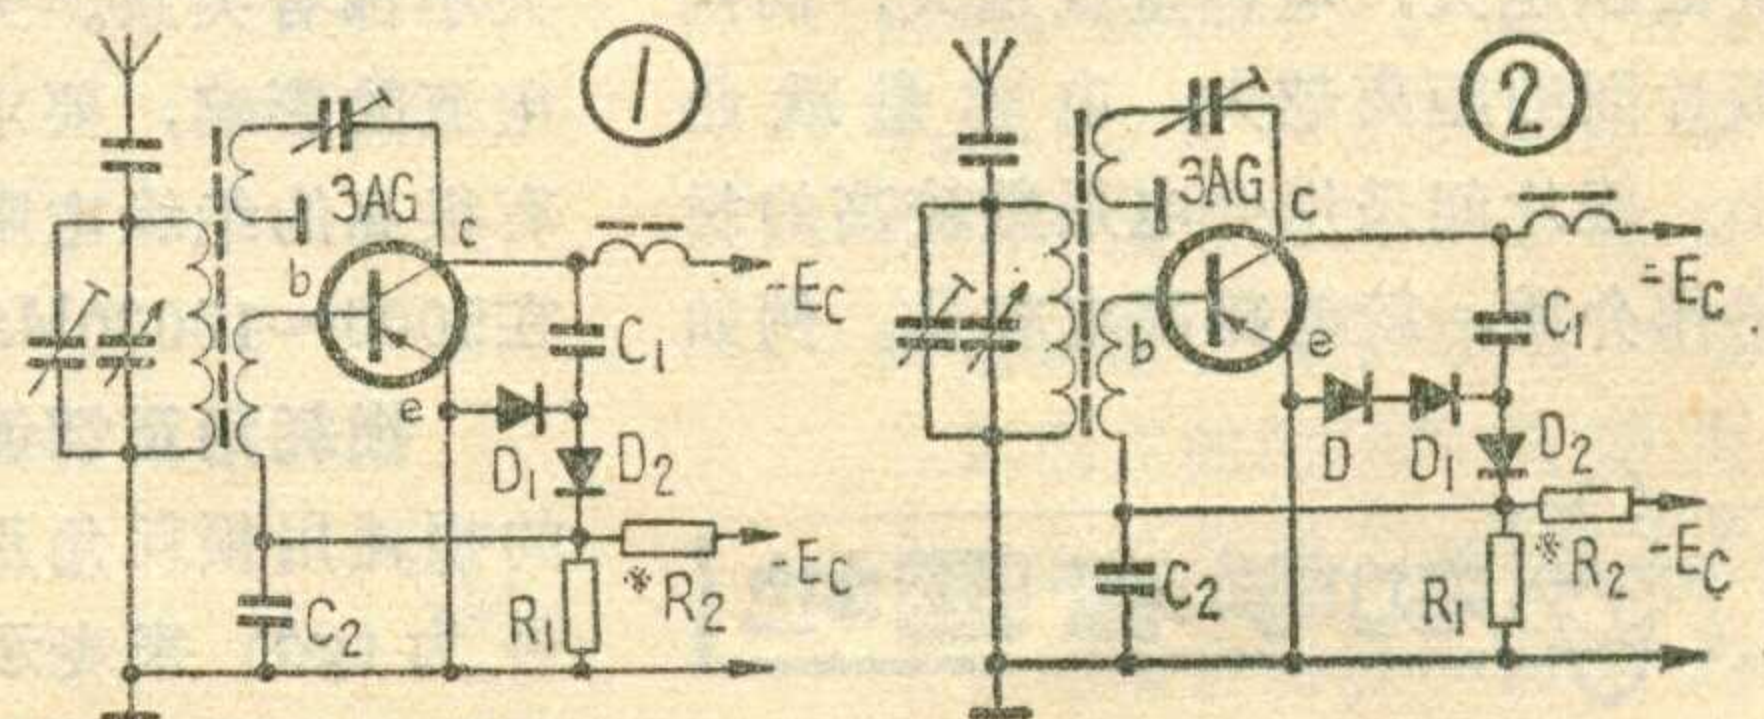 ①
3AG
c
b
-EC
C1
e
D1
D2
-EC
※R2
C2
R1
②
3AG
c
=EC
b
C1
e
D
D1
D2
※R2
-EC
C2
R1